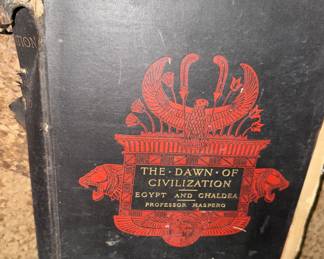 THE · DAWN · OF
CIVILIZATION
EGYPT AND CHALDEA
PROFESSOR MASPERO